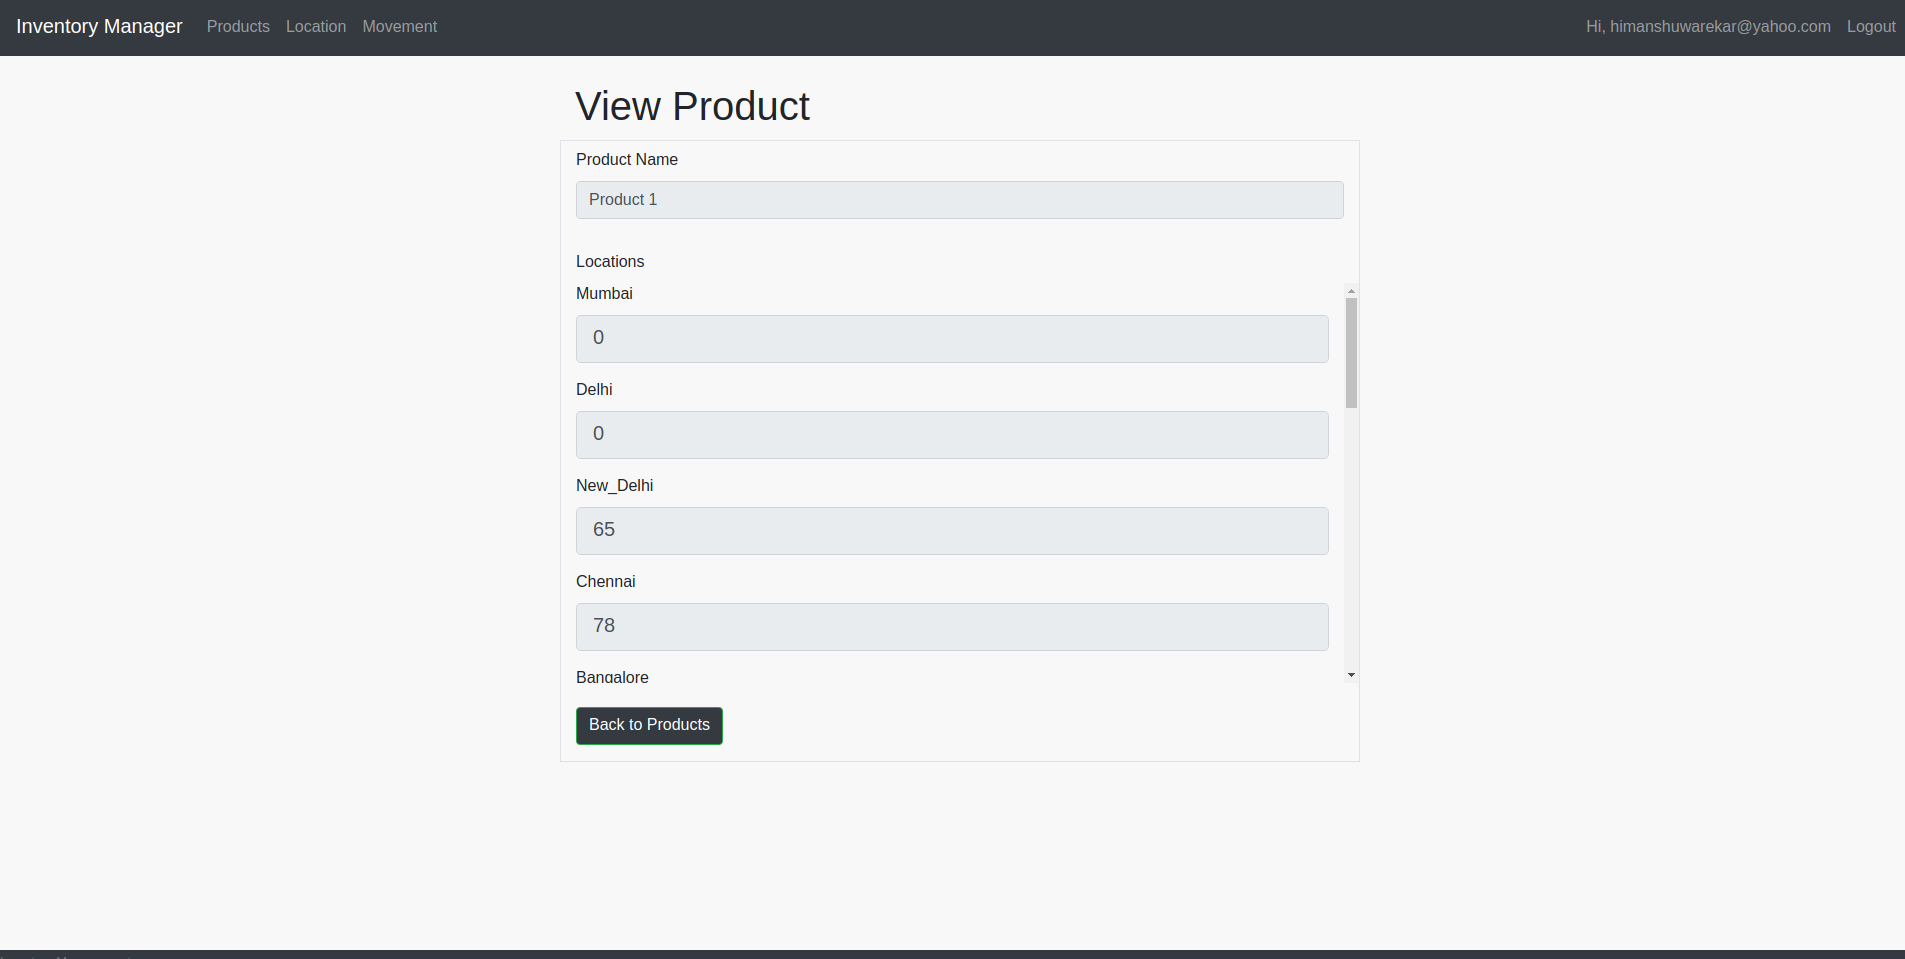 Inventory Manager Products Location Movement Hi, himanshuwarekar@yahoo.com Logout
View Product
Product Name
Product 1
Locations
Mumbai
0
Delhi
0
New_Delhi
65
Chennai
78
Bangalore
Back to Products